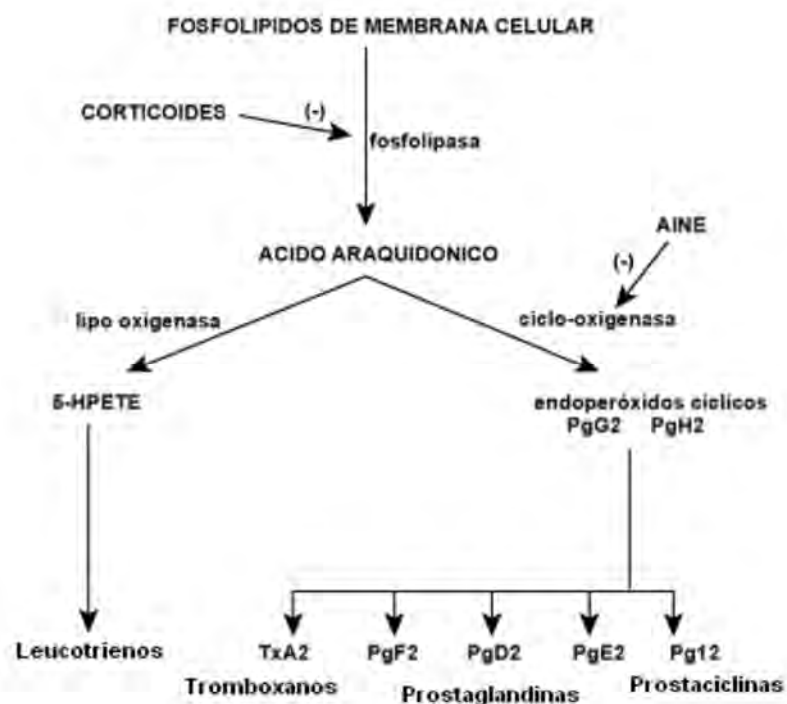 FOSFOLIPIDOS DE MEMBRANA CELULAR
CORTICOIDES
(-)
fosfolipasa
AINE
ACIDO ARAQUIDONICO
(-)
lipo oxigenasa
ciclo-oxigenasa
5-HPETE
endoperóxidos ciclicos
PgG2 PgH2
Leucotrienos
TxA2
PgF2
PgD2
PgE2
Pg12
Tromboxanos
Prostaglandinas
Prostaciclinas